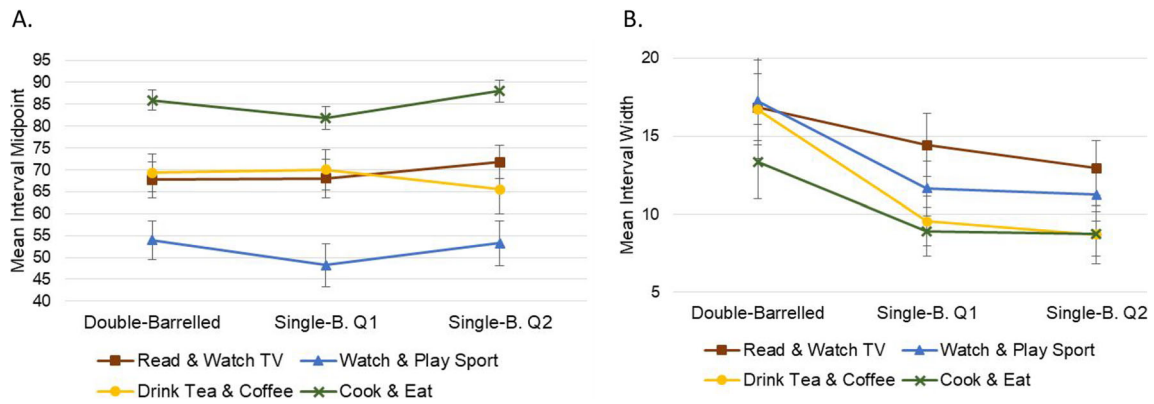 A.
Mean Interval Midpoint
95
90
85
80
75
70
65
60
55
50
45
40
Double-Barrelled Single-B. Q1 Single-B. Q2
Read & Watch TV Watch & Play Sport
Drink Tea & Coffee Cook & Eat
B.
Mean Interval Width
20
15
10
5
Double-Barrelled Single-B. Q1 Single-B. Q2
Read & Watch TV Watch & Play Sport
Drink Tea & Coffee Cook & Eat